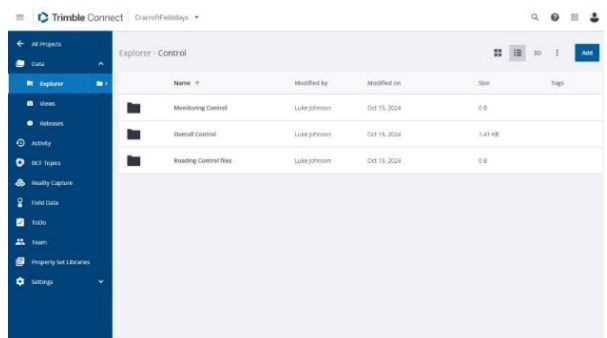 Trimble Connect CracroftFielddays
All Projects
Data
Explorer
Views
Releases
Activity
BCF Topics
Reality Capture
Field Data
ToDo
Team
Property Set Libraries
Settings
Explorer › Control
3D
Add
Name ↑ Modified by Modified on Size Tags
Monitoring Control Luke Johnson Oct 15, 2024 0 B
Overall Control Luke Johnson Oct 15, 2024 1.41 KB
Roading Control files Luke Johnson Oct 15, 2024 0 B